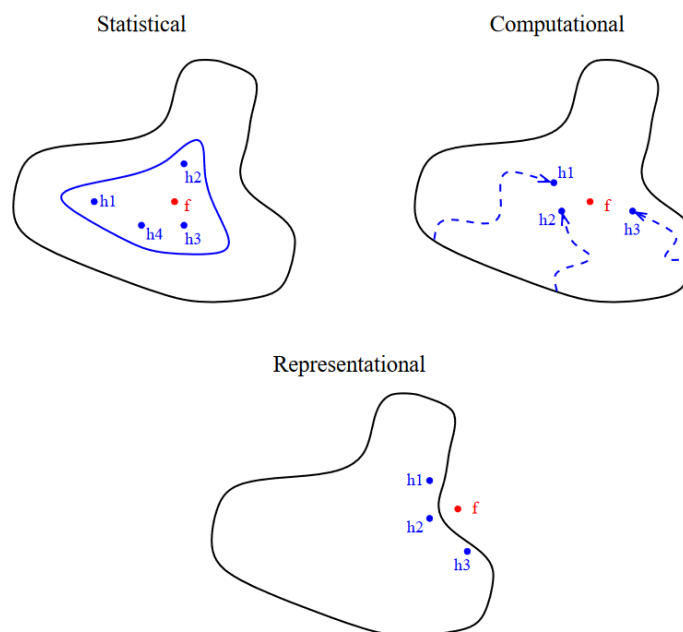 Statistical
Computational
h2
h1
f
h4
h3
h1
f
h2
h3
Representational
h1
f
h2
h3